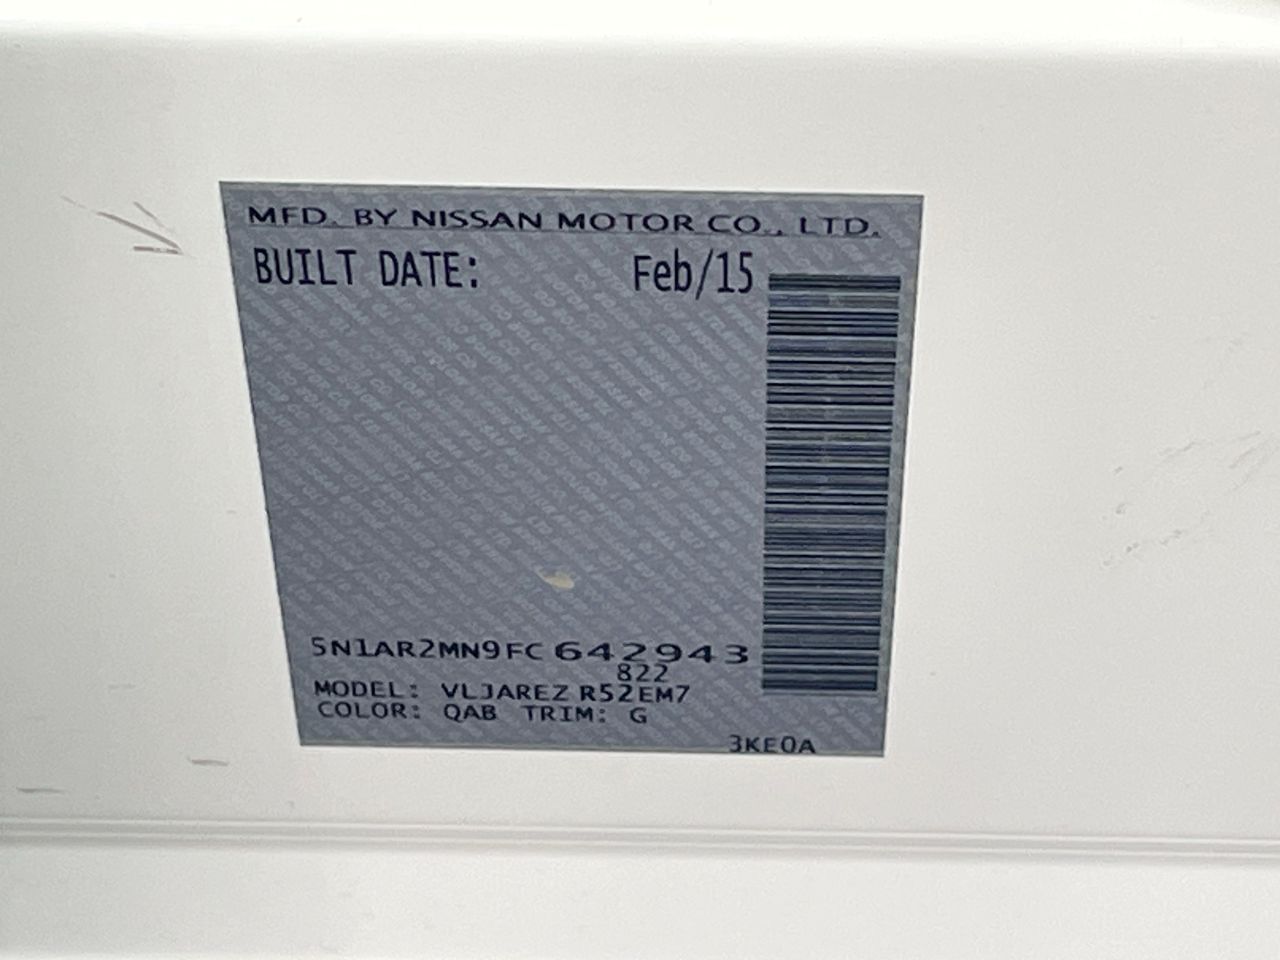 MFD. BY NISSAN MOTOR CO., LTD.
BUILT DATE: Feb/15
5N1AR2MN9FC642943
822
MODEL: VLJAREZ R52EM7
COLOR: QAB TRIM: G
3KE0A